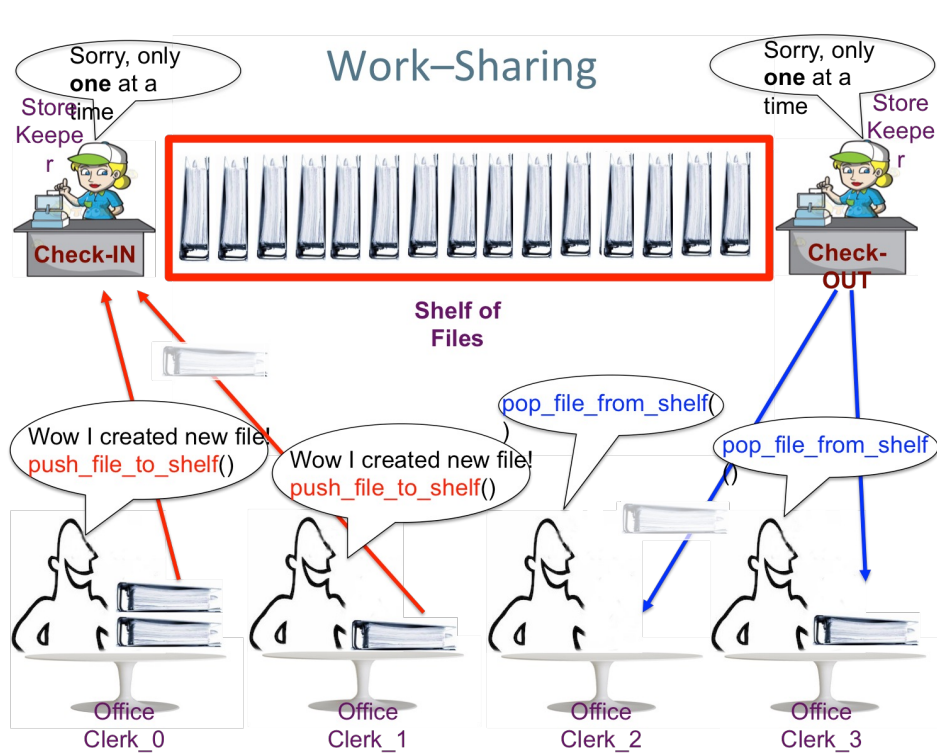 Work–Sharing
Sorry, only
one at a
time
Store
Keepe
r
Check-IN
Sorry, only
one at a
time
Store
Keepe
r
Check-
OUT
Shelf of
Files
Wow I created new file!
push_file_to_shelf()
Wow I created new file!
push_file_to_shelf()
pop_file_from_shelf(
)
pop_file_from_shelf
()
Office
Clerk_0
Office
Clerk_1
Office
Clerk_2
Office
Clerk_3